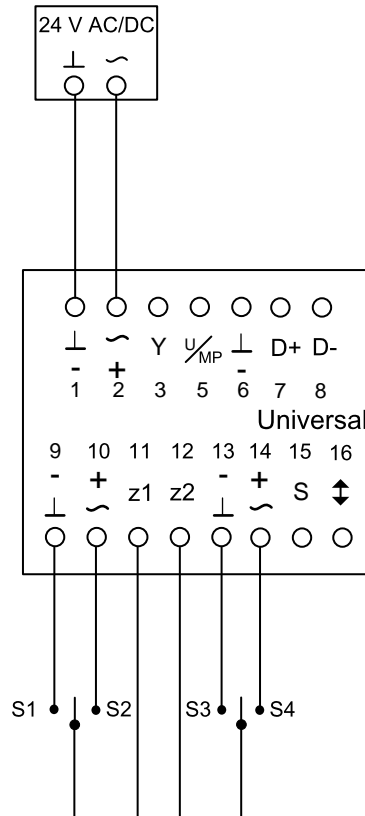 24 V AC/DC
⊥ ~
⊥ ~ Y U/MP ⊥ D+ D-
- + -
1 2 3 5 6 7 8
Universal
9 10 11 12 13 14 15 16
- + z1 z2 - + S ↕
⊥ ~ ⊥ ~
S1 S2 S3 S4